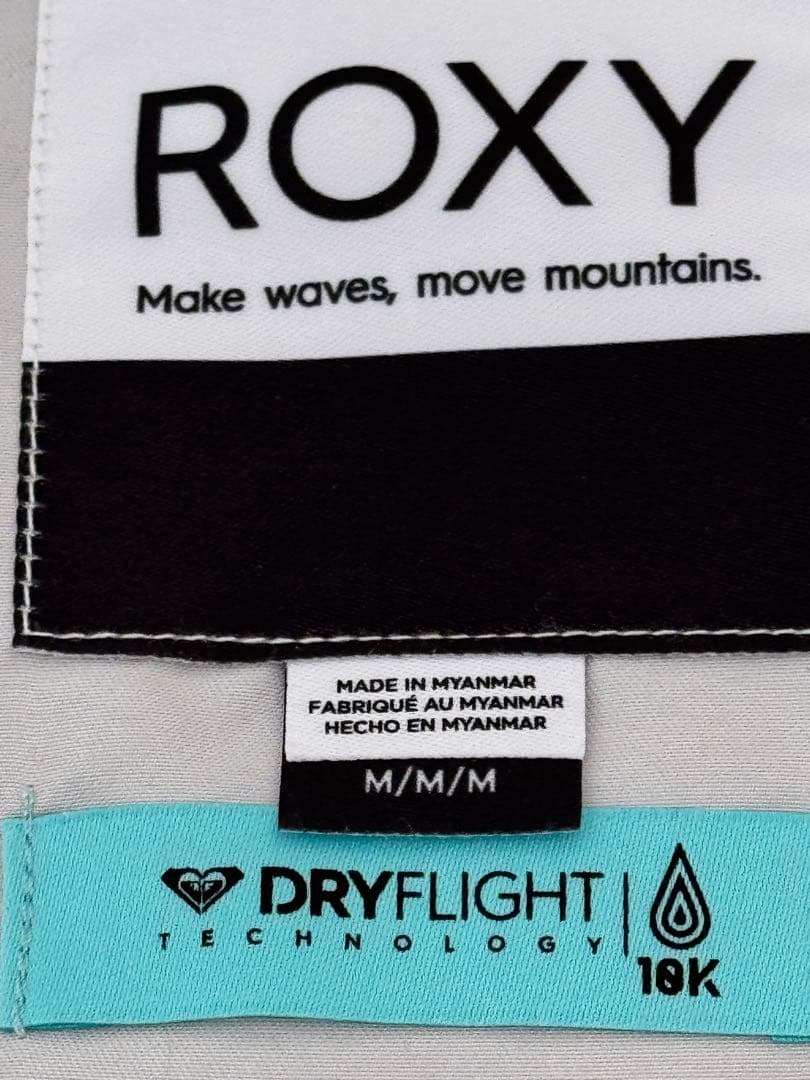 ROXY
Make waves, move mountains.
MADE IN MYANMAR
FABRIQUÉ AU MYANMAR
HECHO EN MYANMAR
M/M/M
DRYFLIGHT
TECHNOLOGY
10K